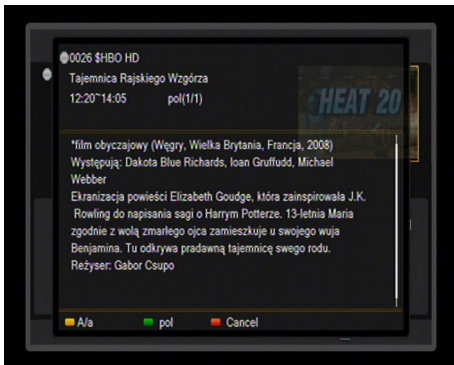 0026 $HBO HD
Tajemnica Rajskiego Wzgórza
12:20~14:05 pol(1/1)
HEAT 20
*film obyczajowy (Węgry, Wielka Brytania, Francja, 2008)
Występują: Dakota Blue Richards, Ioan Gruffudd, Michael
Webber
Ekranizacja powieści Elizabeth Goudge, która zainspirowała J.K.
Rowling do napisania sagi o Harrym Potterze. 13-letnia Maria
zgodnie z wolą zmarłego ojca zamieszkuje u swojego wuja
Benjamina. Tu odkrywa pradawną tajemnicę swego rodu.
Reżyser: Gabor Csupo
A/a pol Cancel